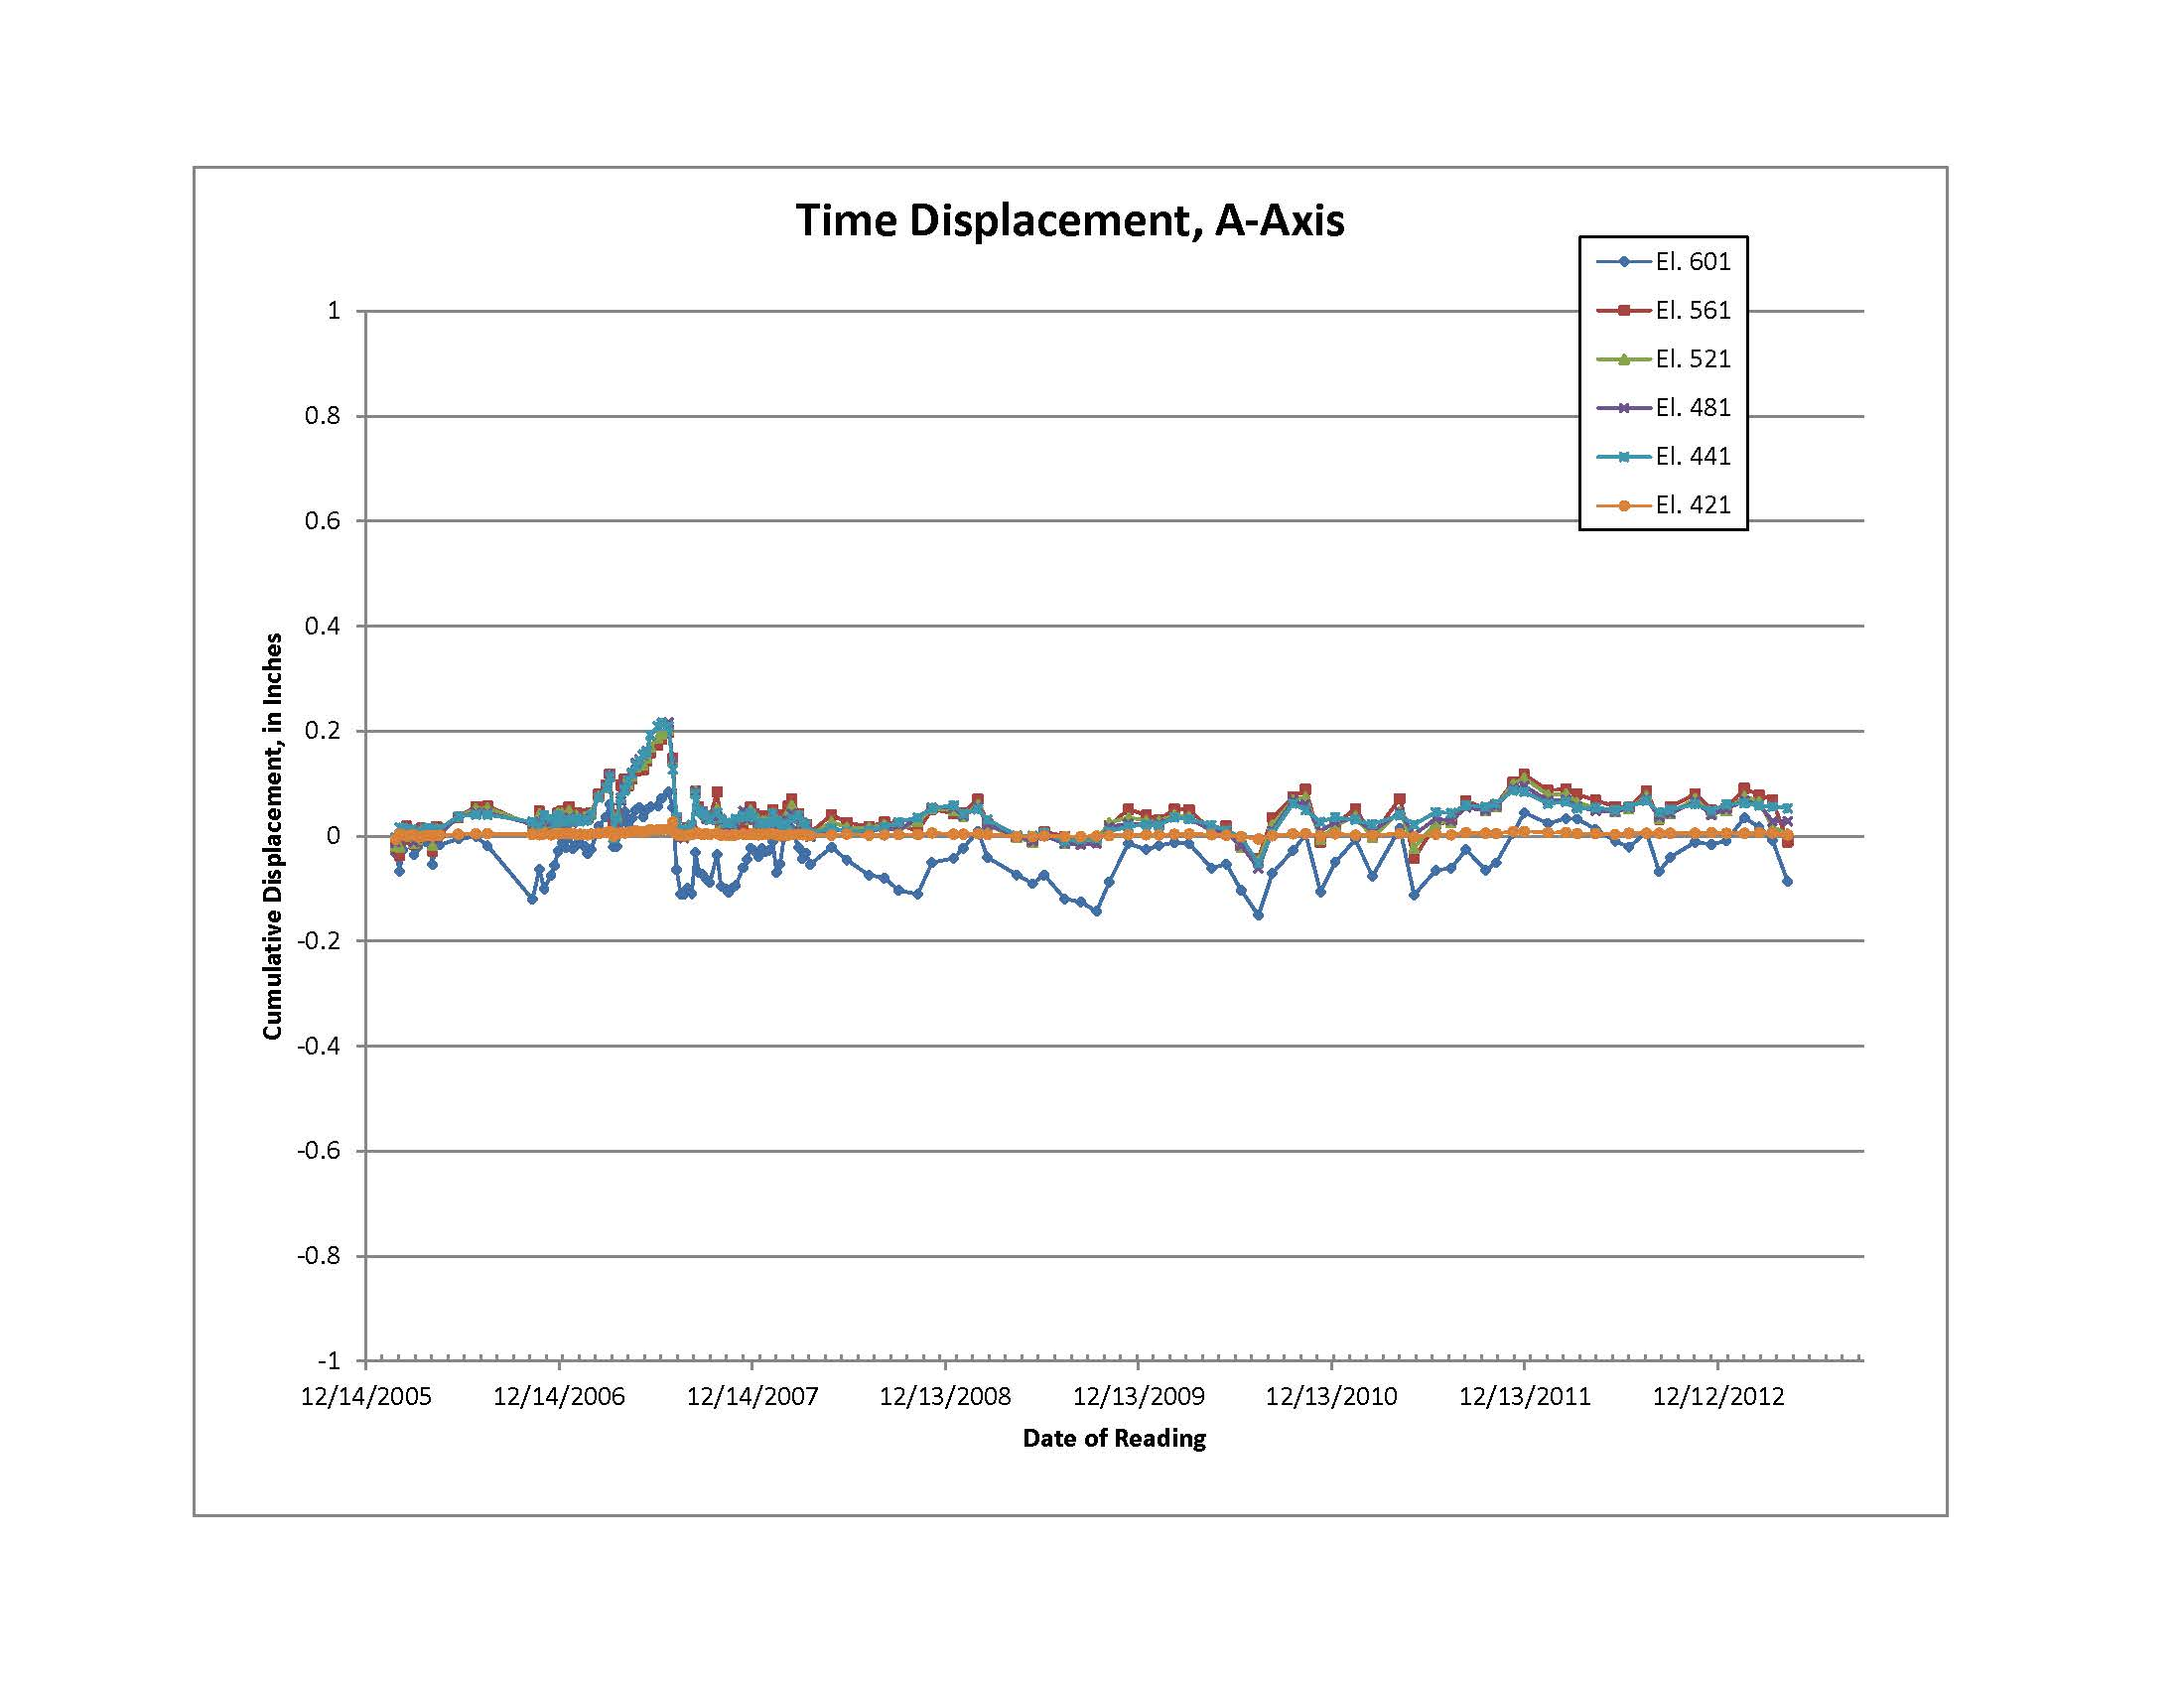 Time Displacement, A-Axis
El. 601
El. 561
El. 521
El. 481
El. 441
El. 421
1
0.8
0.6
0.4
0.2
0
-0.2
-0.4
-0.6
-0.8
-1
Cumulative Displacement, in Inches
12/14/2005 12/14/2006 12/14/2007 12/13/2008 12/13/2009 12/13/2010 12/13/2011 12/12/2012
Date of Reading